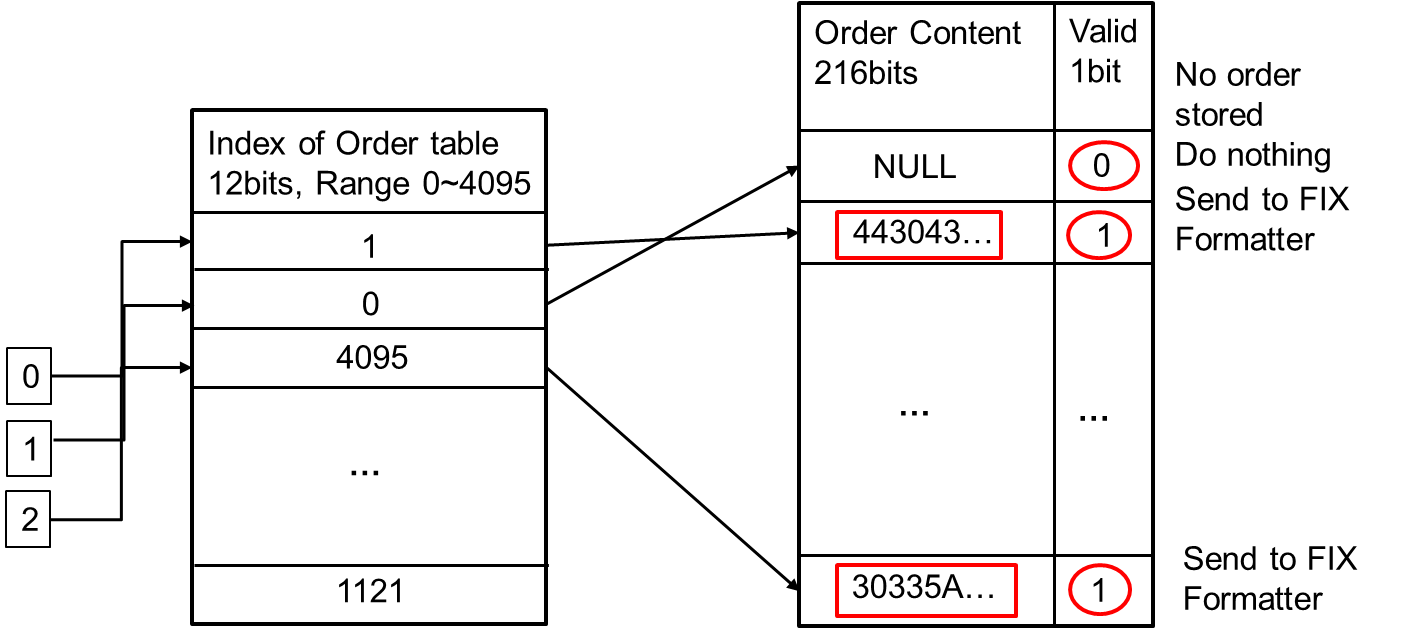 0
1
2
Index of Order table
12bits, Range 0~4095
1
0
4095
...
1121
Order Content
216bits
Valid
1bit
NULL
0
443043...
1
...
...
30335A...
1
No order
stored
Do nothing
Send to FIX
Formatter
Send to FIX
Formatter